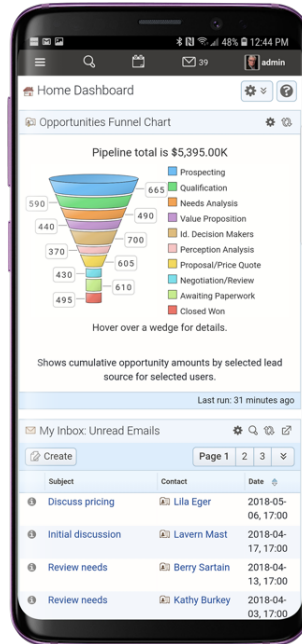 48% 12:44 PM
39 admin
Home Dashboard
Opportunities Funnel Chart
Pipeline total is $5,395.00K
665
590
490
440
700
370
605
430
610
495
Prospecting
Qualification
Needs Analysis
Value Proposition
Id. Decision Makers
Perception Analysis
Proposal/Price Quote
Negotiation/Review
Awaiting Paperwork
Closed Won
Hover over a wedge for details.
Shows cumulative opportunity amounts by selected lead
source for selected users.
Last run: 31 minutes ago
My Inbox: Unread Emails
Create Page 1 2 3
Subject Contact Date
Discuss pricing Lila Eger 2018-05-
06, 17:00
Initial discussion Lavern Mast 2018-04-
17, 17:00
Review needs Berry Sartain 2018-04-
13, 17:00
Review needs Kathy Burkey 2018-04-
03, 17:00